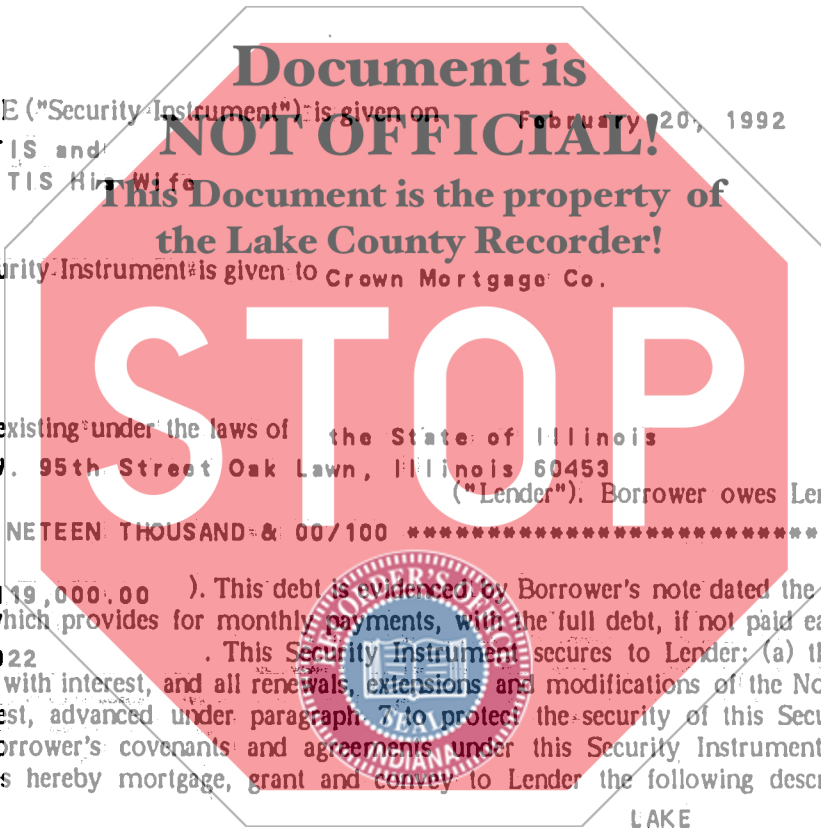 Document is
E ("Security Instrument") is given on February 20, 1992
NOT OFFICIAL!
IS and
TIS His Wife
This Document is the property of
the Lake County Recorder!
urity Instrument is given to Crown Mortgage Co.
STOP
existing under the laws of the State of Illinois
. 95th Street Oak Lawn, Illinois 60453
("Lender"). Borrower owes Len
NETEEN THOUSAND & 00/100 ****************************
19,000.00 ). This debt is evidenced by Borrower's note dated the
hich provides for monthly payments, with the full debt, if not paid ea
22 . This Security Instrument secures to Lender: (a) th
with interest, and all renewals, extensions and modifications of the No
est, advanced under paragraph 7 to protect the security of this Secu
orrower's covenants and agreements under this Security Instrument
s hereby mortgage, grant and convey to Lender the following descr
LAKE
SEAL
INDIANA